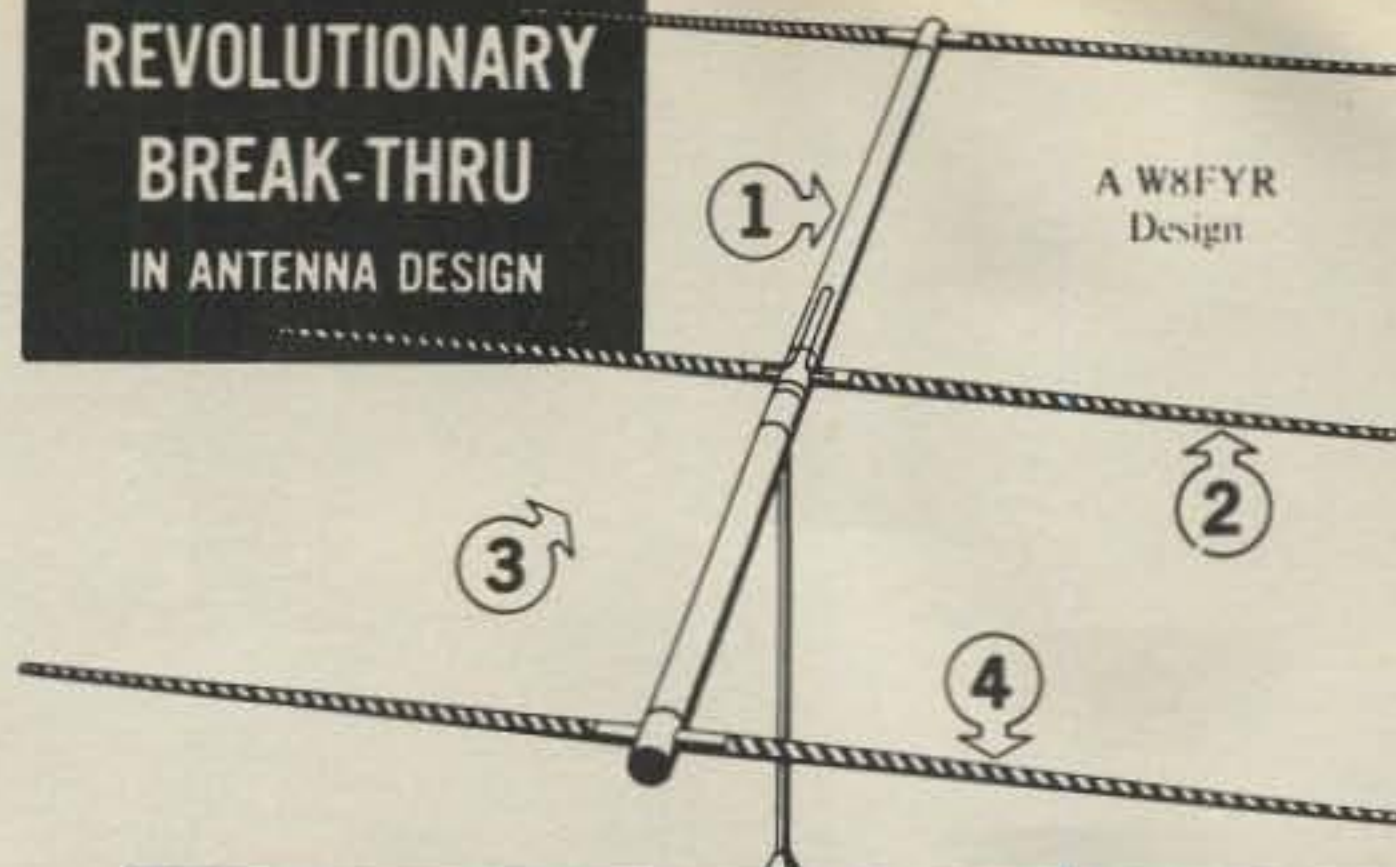 REVOLUTIONARY
BREAK-THRU
IN ANTENNA DESIGN
1
A W8FYR
Design
2
3
4